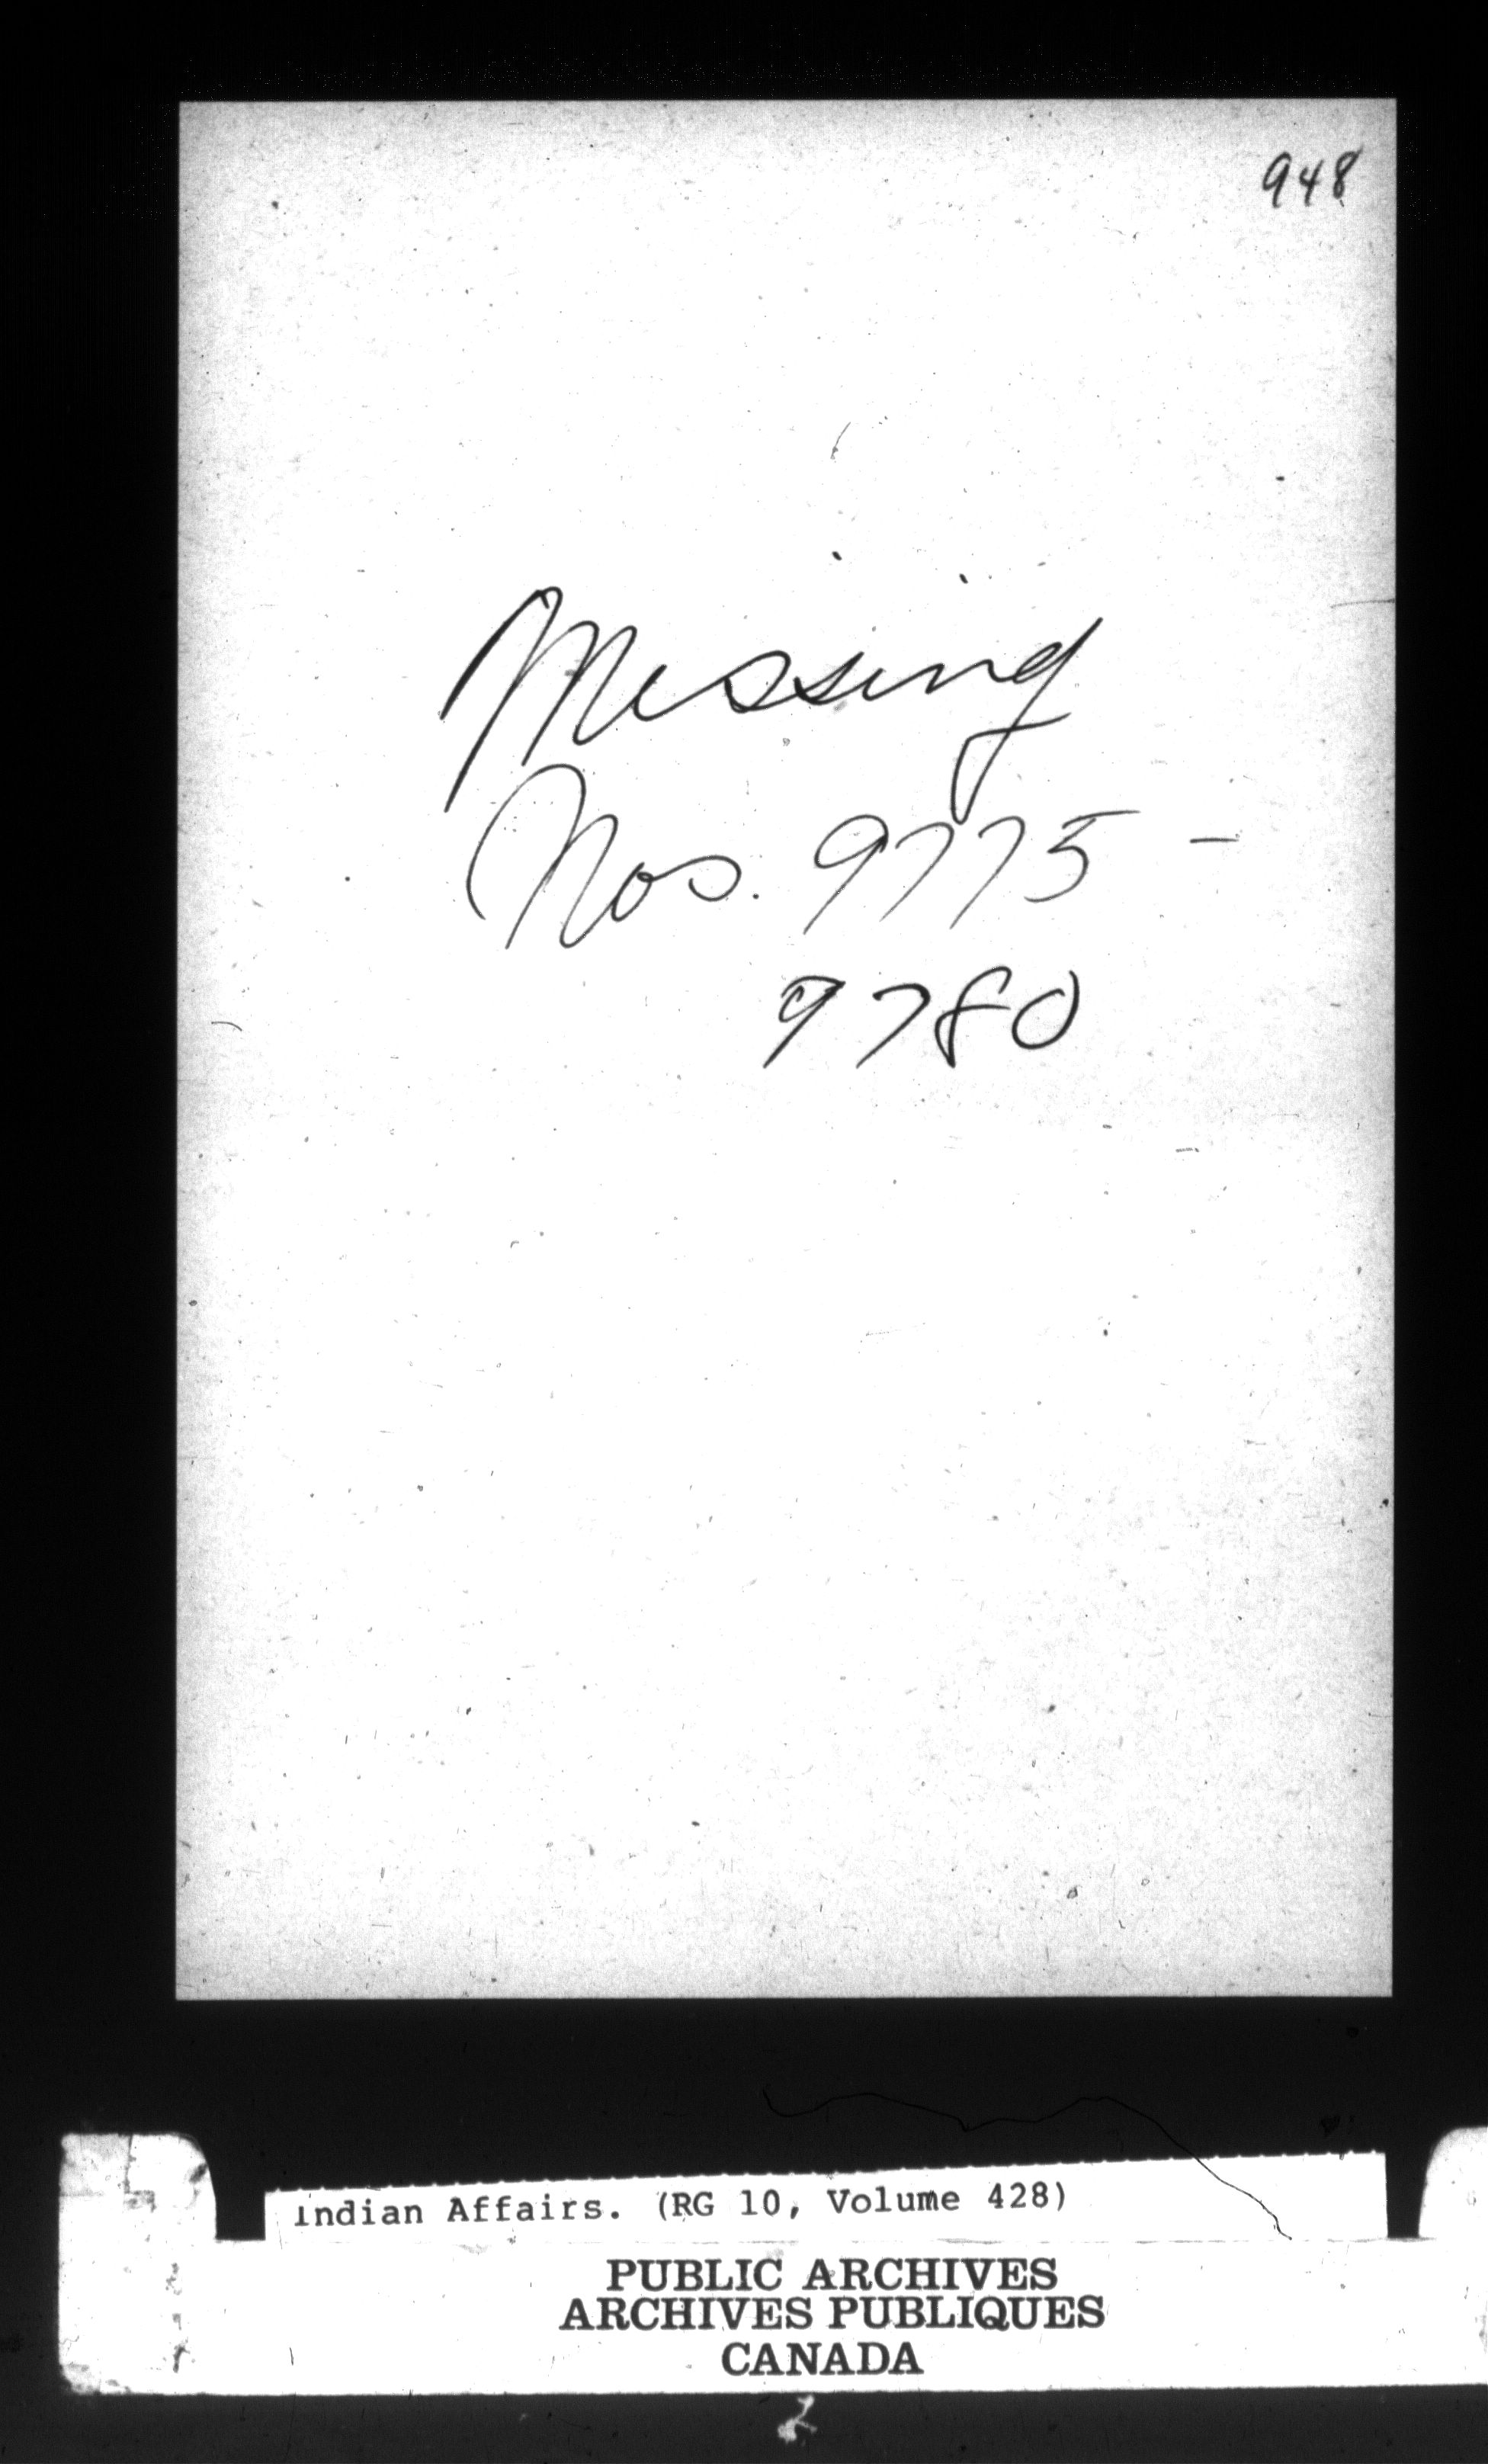 948
Missing
Nos. 9775 -
9780
Indian Affairs. (RG 10, Volume 428)
PUBLIC ARCHIVES
ARCHIVES PUBLIQUES
CANADA